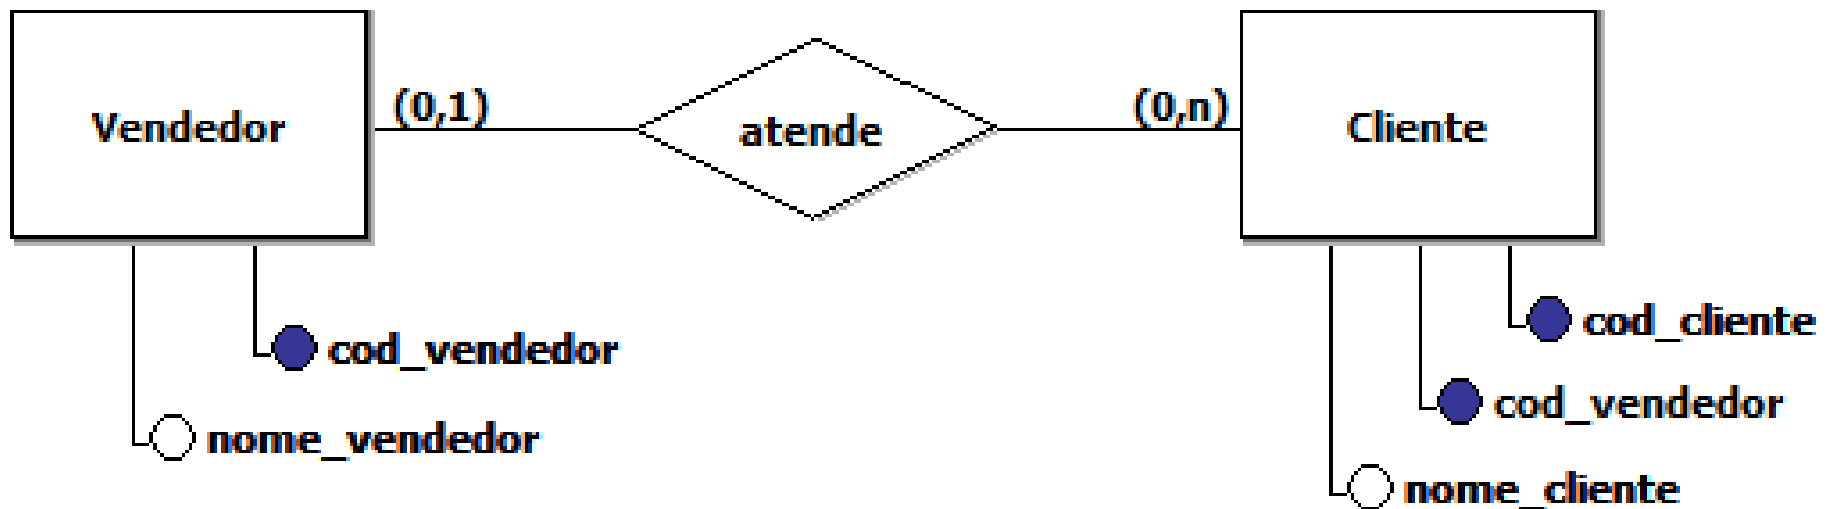 Vendedor
(0,1)
atende
(0,n)
Cliente
cod_vendedor
nome_vendedor
cod_cliente
cod_vendedor
nome_cliente